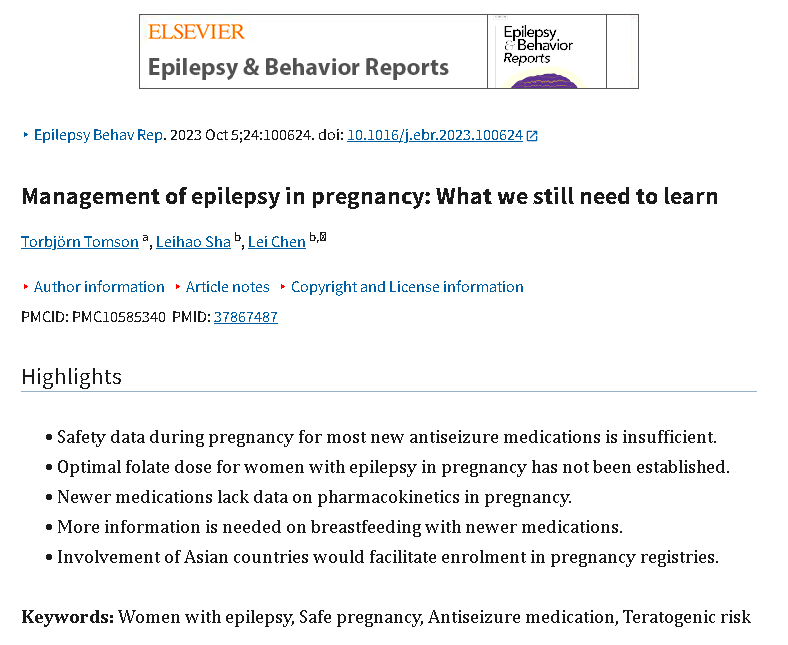 ELSEVIER
Epilepsy & Behavior Reports
Epilepsy
& Behavior
Reports
‣ Epilepsy Behav Rep. 2023 Oct 5;24:100624. doi: 10.1016/j.ebr.2023.100624
Management of epilepsy in pregnancy: What we still need to learn
Torbjörn Tomson a, Leihao Sha b, Lei Chen b,
‣ Author information ‣ Article notes ‣ Copyright and License information
PMCID: PMC10585340 PMID: 37867487
Highlights
• Safety data during pregnancy for most new antiseizure medications is insufficient.
• Optimal folate dose for women with epilepsy in pregnancy has not been established.
• Newer medications lack data on pharmacokinetics in pregnancy.
• More information is needed on breastfeeding with newer medications.
• Involvement of Asian countries would facilitate enrolment in pregnancy registries.
Keywords: Women with epilepsy, Safe pregnancy, Antiseizure medication, Teratogenic risk